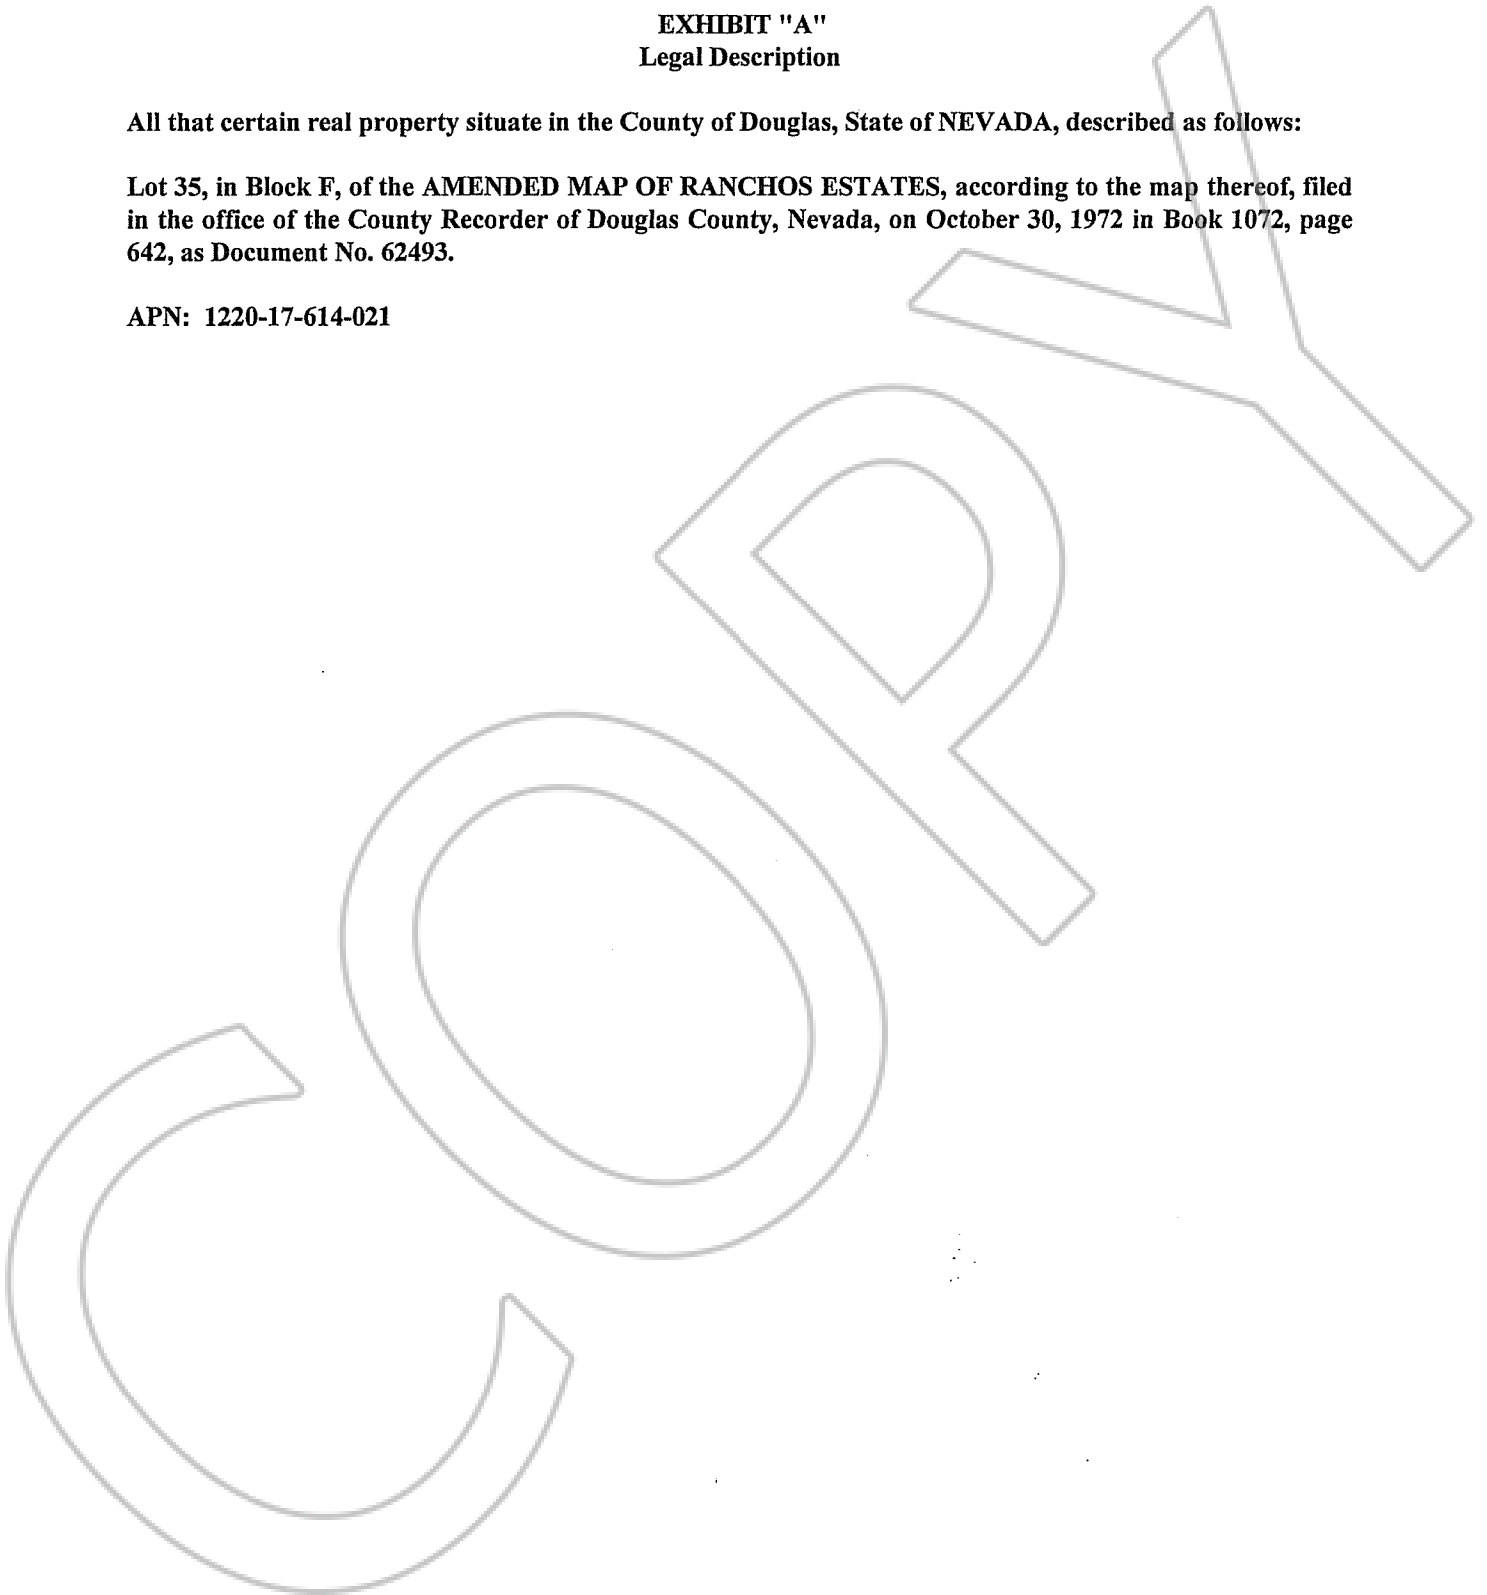 EXHIBIT "A"
Legal Description
All that certain real property situate in the County of Douglas, State of NEVADA, described as follows:
Lot 35, in Block F, of the AMENDED MAP OF RANCHOS ESTATES, according to the map thereof, filed
in the office of the County Recorder of Douglas County, Nevada, on October 30, 1972 in Book 1072, page
642, as Document No. 62493.
APN: 1220-17-614-021
COPY